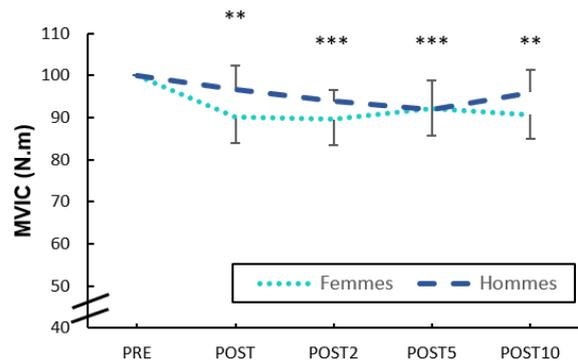 ** *** *** **
110
100
90
80
70
60
50
40
MVIC (N.m)
Femmes Hommes
PRE POST POST2 POST5 POST10